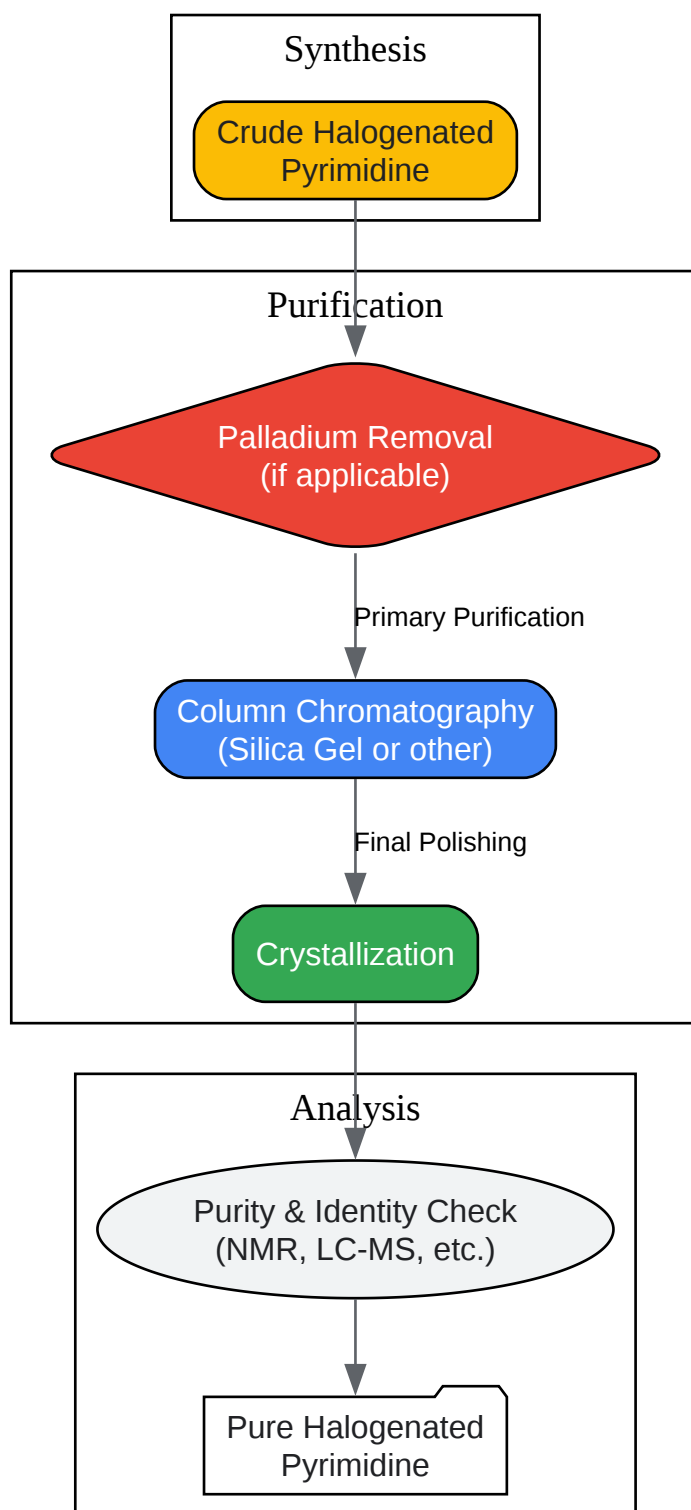 Synthesis
Crude Halogenated
Pyrimidine
Purification
Palladium Removal
(if applicable)
Primary Purification
Column Chromatography
(Silica Gel or other)
Final Polishing
Crystallization
Analysis
Purity & Identity Check
(NMR, LC-MS, etc.)
Pure Halogenated
Pyrimidine